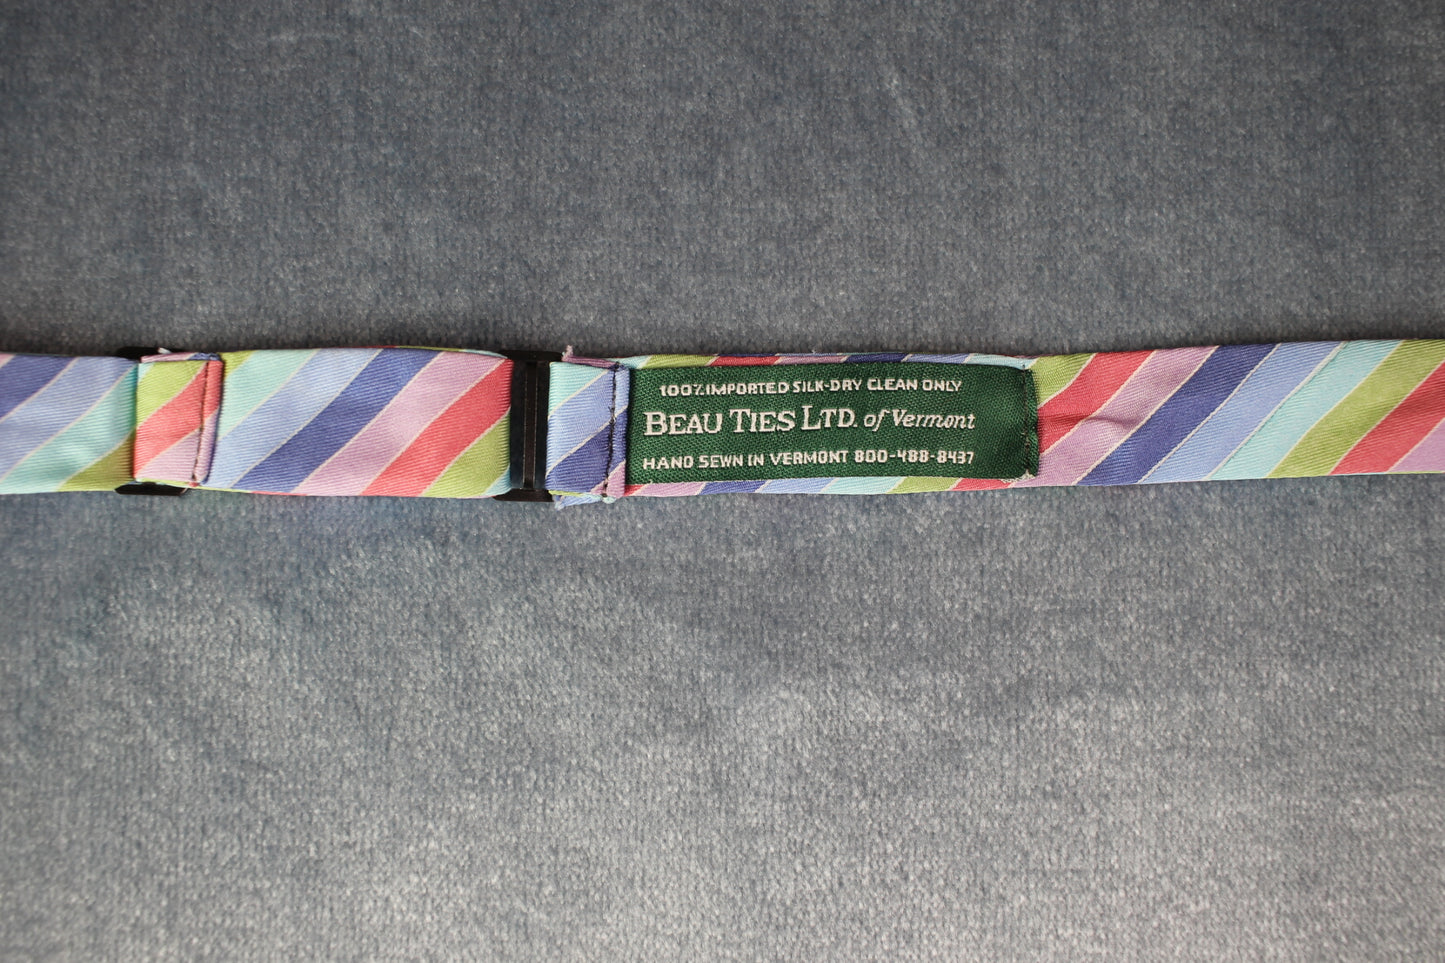 100% IMPORTED SILK-DRY CLEAN ONLY
BEAU TIES LTD. of Vermont
HAND SEWN IN VERMONT 800-488-8437